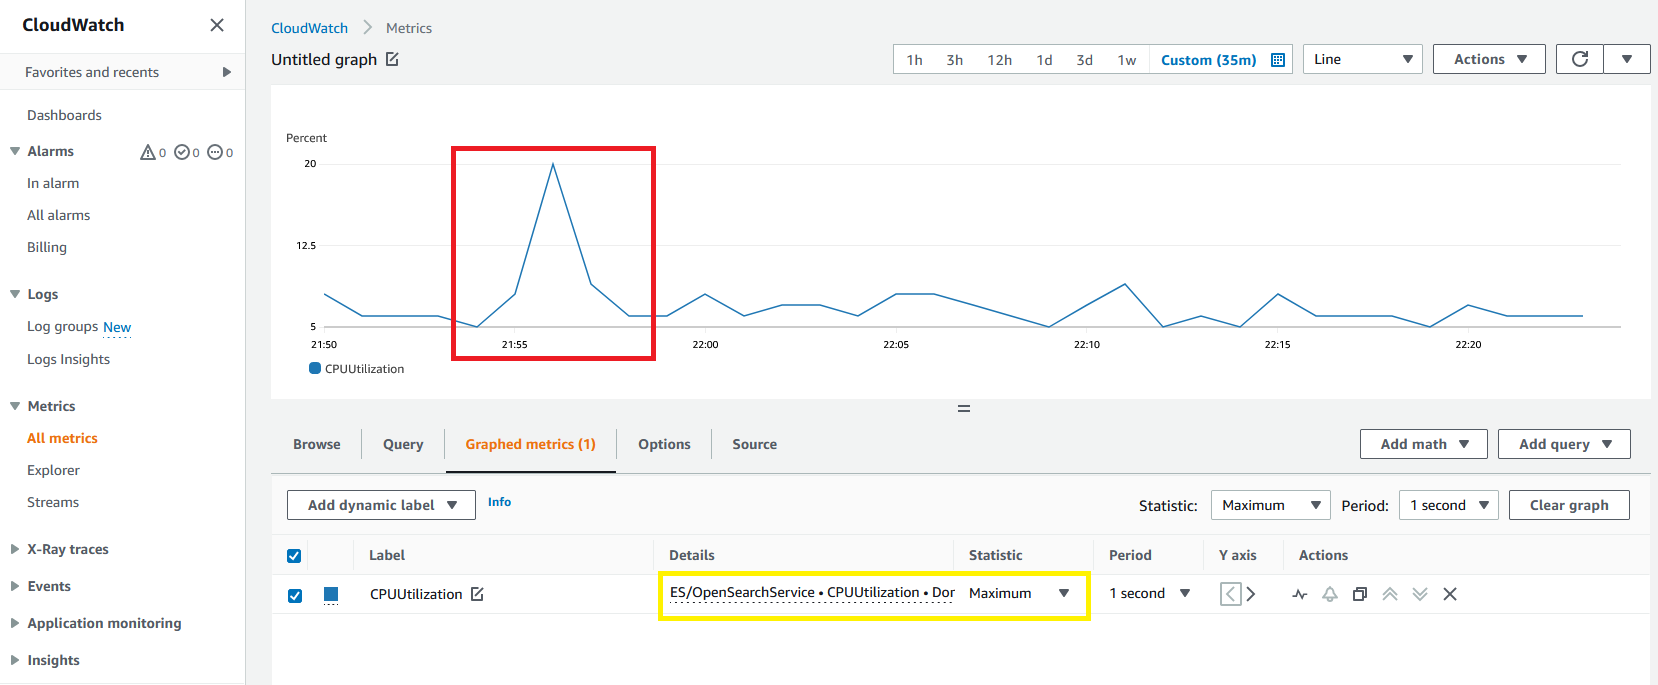 CloudWatch
Favorites and recents
Dashboards
Alarms 0 0 0
In alarm
All alarms
Billing
Logs
Log groups New
Logs Insights
Metrics
All metrics
Explorer
Streams
X-Ray traces
Events
Application monitoring
Insights
CloudWatch Metrics
Untitled graph
1h 3h 12h 1d 3d 1w Custom (35m) Line Actions
Percent
20
12.5
5
21:50 21:55 22:00 22:05 22:10 22:15 22:20
CPUUtilization
Browse Query Graphed metrics (1) Options Source Add math Add query
Add dynamic label Info Statistic: Maximum Period: 1 second Clear graph
Label Details Statistic Period Y axis Actions
CPUUtilization ES/OpenSearchService • CPUUtilization • Dor Maximum 1 second